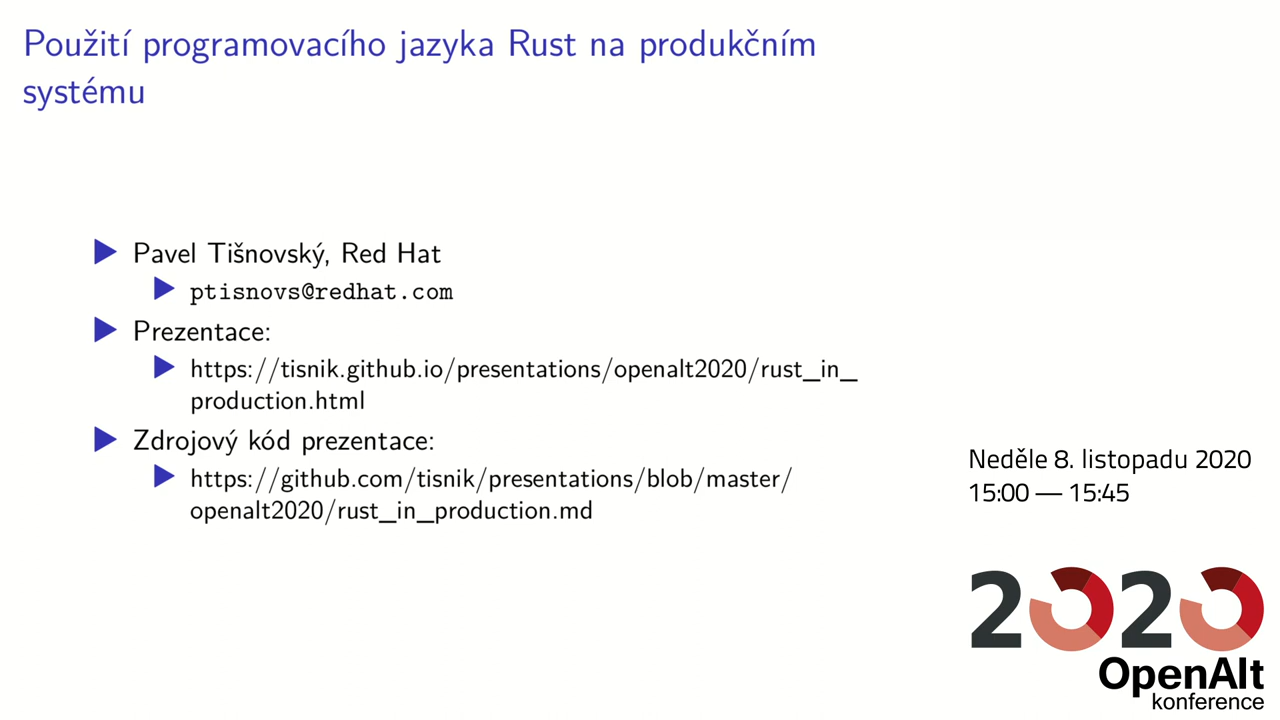 Použití programovacího jazyka Rust na produkčním
systému
Pavel Tišnovský, Red Hat
ptisnovs@redhat.com
Prezentace:
https://tisnik.github.io/presentations/openalt2020/rust_in_
production.html
Zdrojový kód prezentace:
https://github.com/tisnik/presentations/blob/master/
openalt2020/rust_in_production.md
Neděle 8. listopadu 2020
15:00 — 15:45
2020
OpenAlt
konference